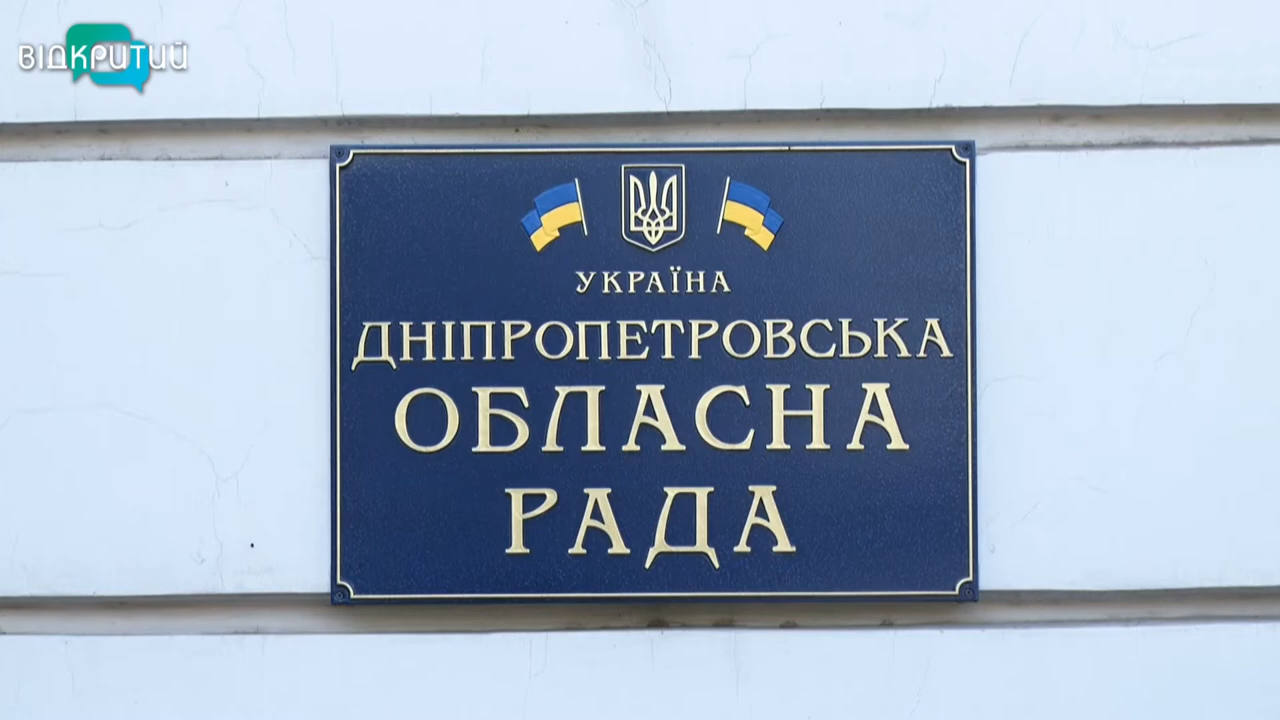 ВІДКРИТИЙ
УКРАЇНА
ДНІПРОПЕТРОВСЬКА
ОБЛАСНА
РАДА